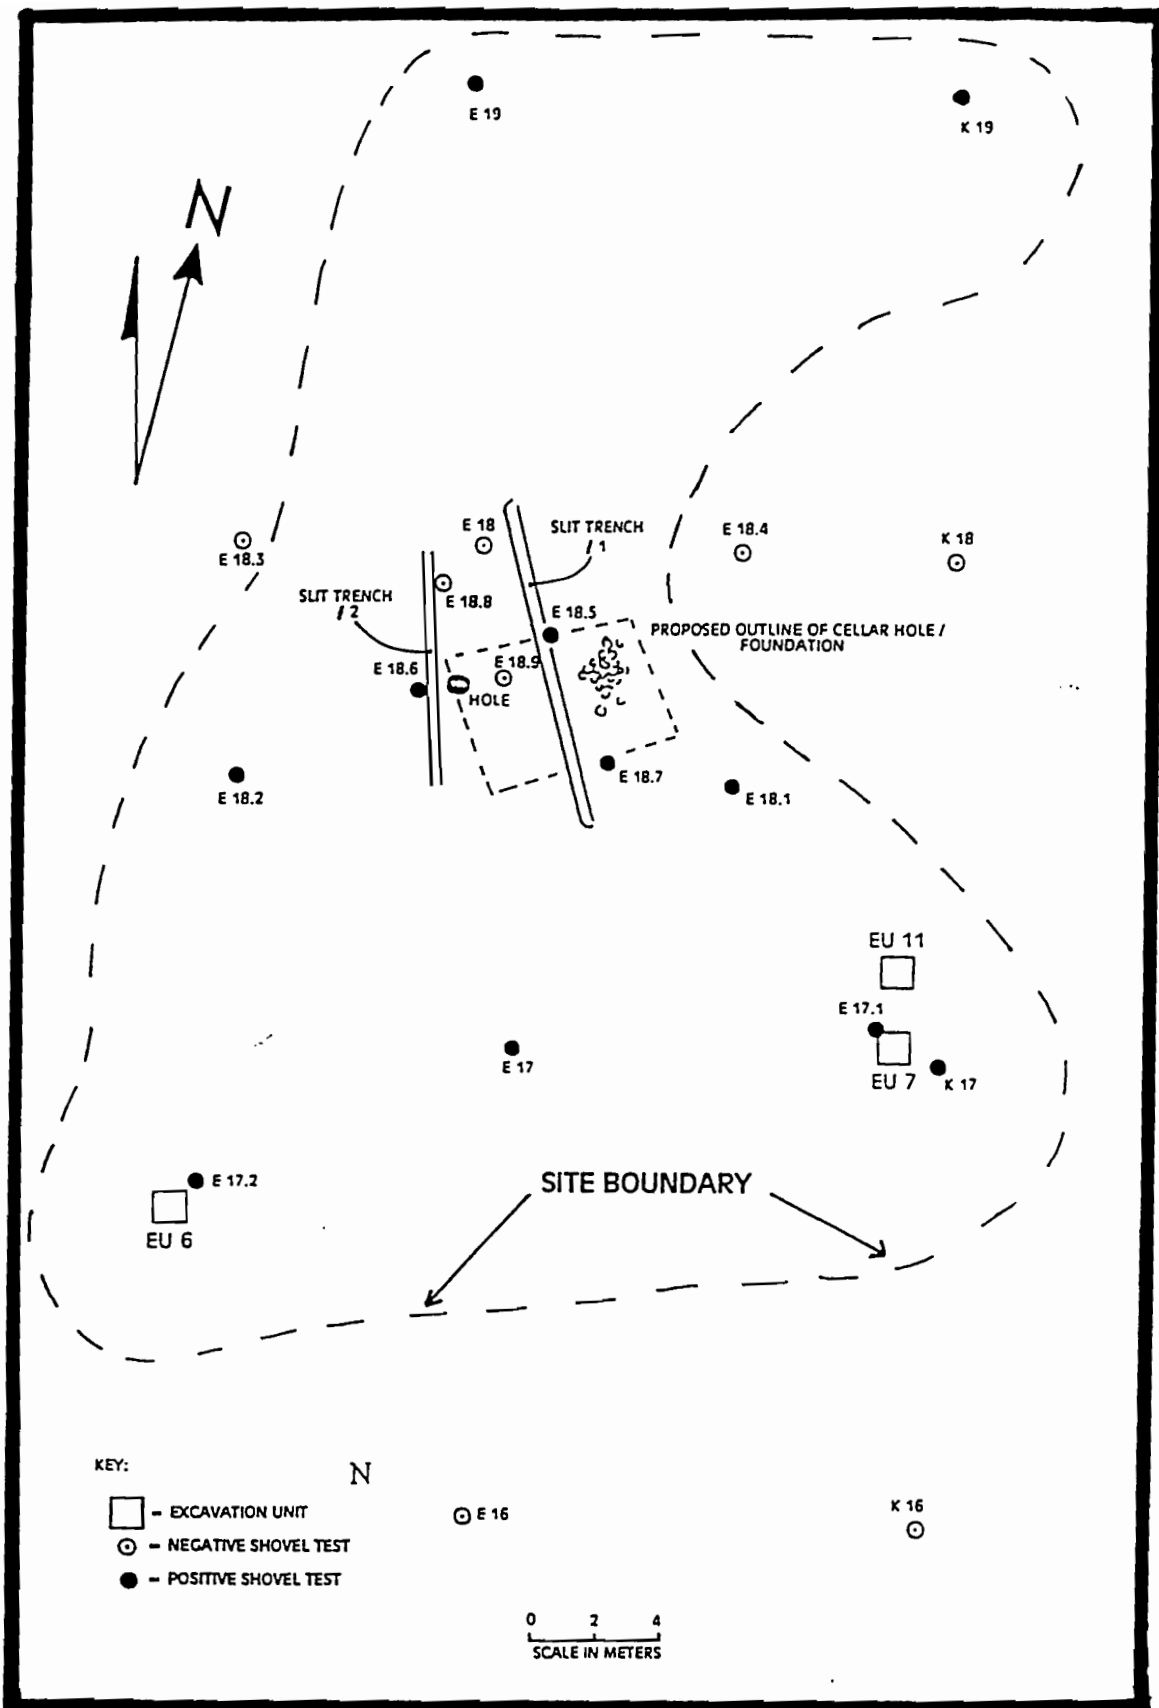 E 19
K 19
N
E 18
SLIT TRENCH
/ 1
E 18.4
K 18
E 18.3
SLIT TRENCH
/ 2
E 18.8
E 18.5
PROPOSED OUTLINE OF CELLAR HOLE /
FOUNDATION
E 18.6
E 18.9
HOLE
E 18.7
E 18.2
E 18.1
EU 11
E 17.1
E 17
EU 7
K 17
E 17.2
SITE BOUNDARY
EU 6
KEY:
N
- EXCAVATION UNIT
- NEGATIVE SHOVEL TEST
- POSITIVE SHOVEL TEST
E 16
K 16
0 2 4
SCALE IN METERS